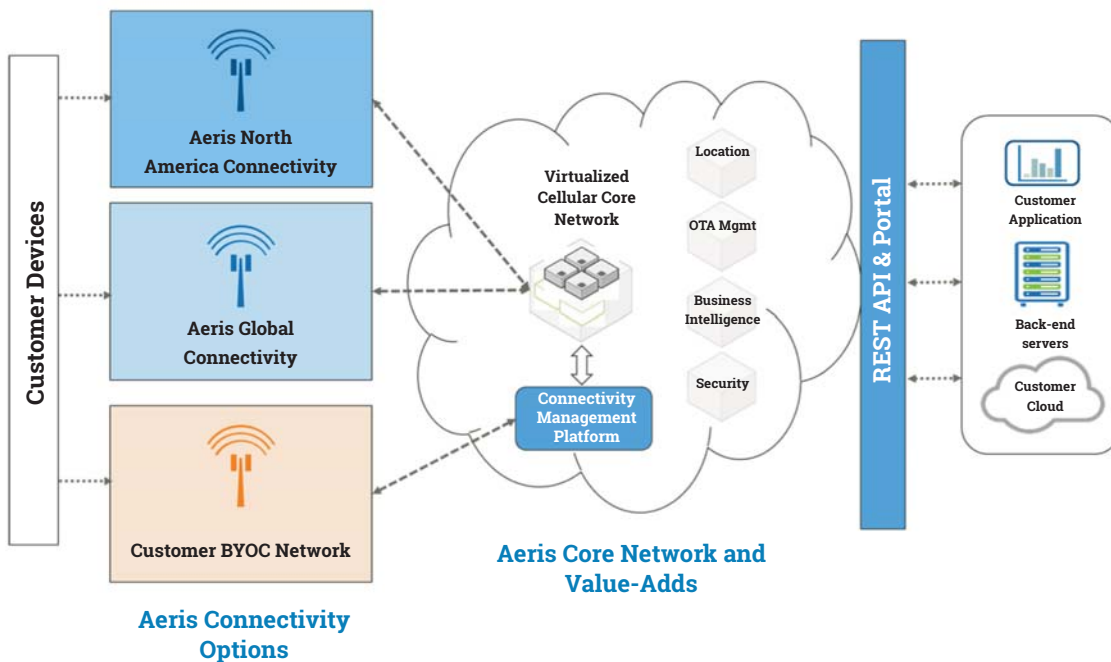 Customer Devices
Aeris North
America Connectivity
Aeris Global
Connectivity
Customer BYOC Network
Aeris Connectivity
Options
Virtualized
Cellular Core
Network
Connectivity
Management
Platform
Location
OTA Mgmt
Business
Intelligence
Security
Aeris Core Network and
Value-Adds
REST API & Portal
Customer
Application
Back-end
servers
Customer
Cloud